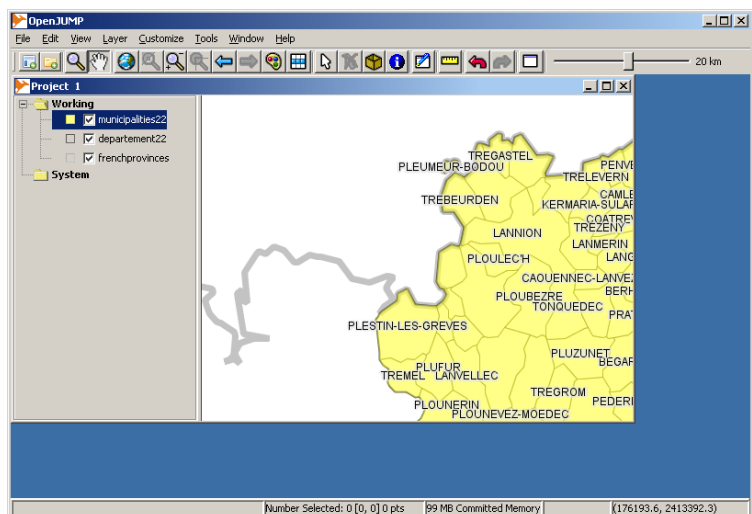 OpenJUMP
File Edit View Layer Customize Tools Window Help
20 km
Project 1
Working
municipalities22
departement22
frenchprovinces
System
TREGASTEL
PLEUMEUR-BODOU
PENVE
TRELEVERN
TREBEURDEN
CAMLE
KERMARIA-SULAR
COATREV
TREZENY
LANNION
LANMERIN
PLOULEC'H
LANG
CAOUENNEC-LANVEZ
BERH
PLOUBEZRE
TONQUEDEC
PRAT
PLESTIN-LES-GREVES
PLUZUNET
BEGAR
PLUFUR
TREMEL LANVELLEC
TREGROM
PEDERI
PLOUNERIN
PLOUNEVEZ-MOEDEC
Number Selected: 0 [0, 0] 0 pts 99 MB Committed Memory (176193.6, 2413392.3)